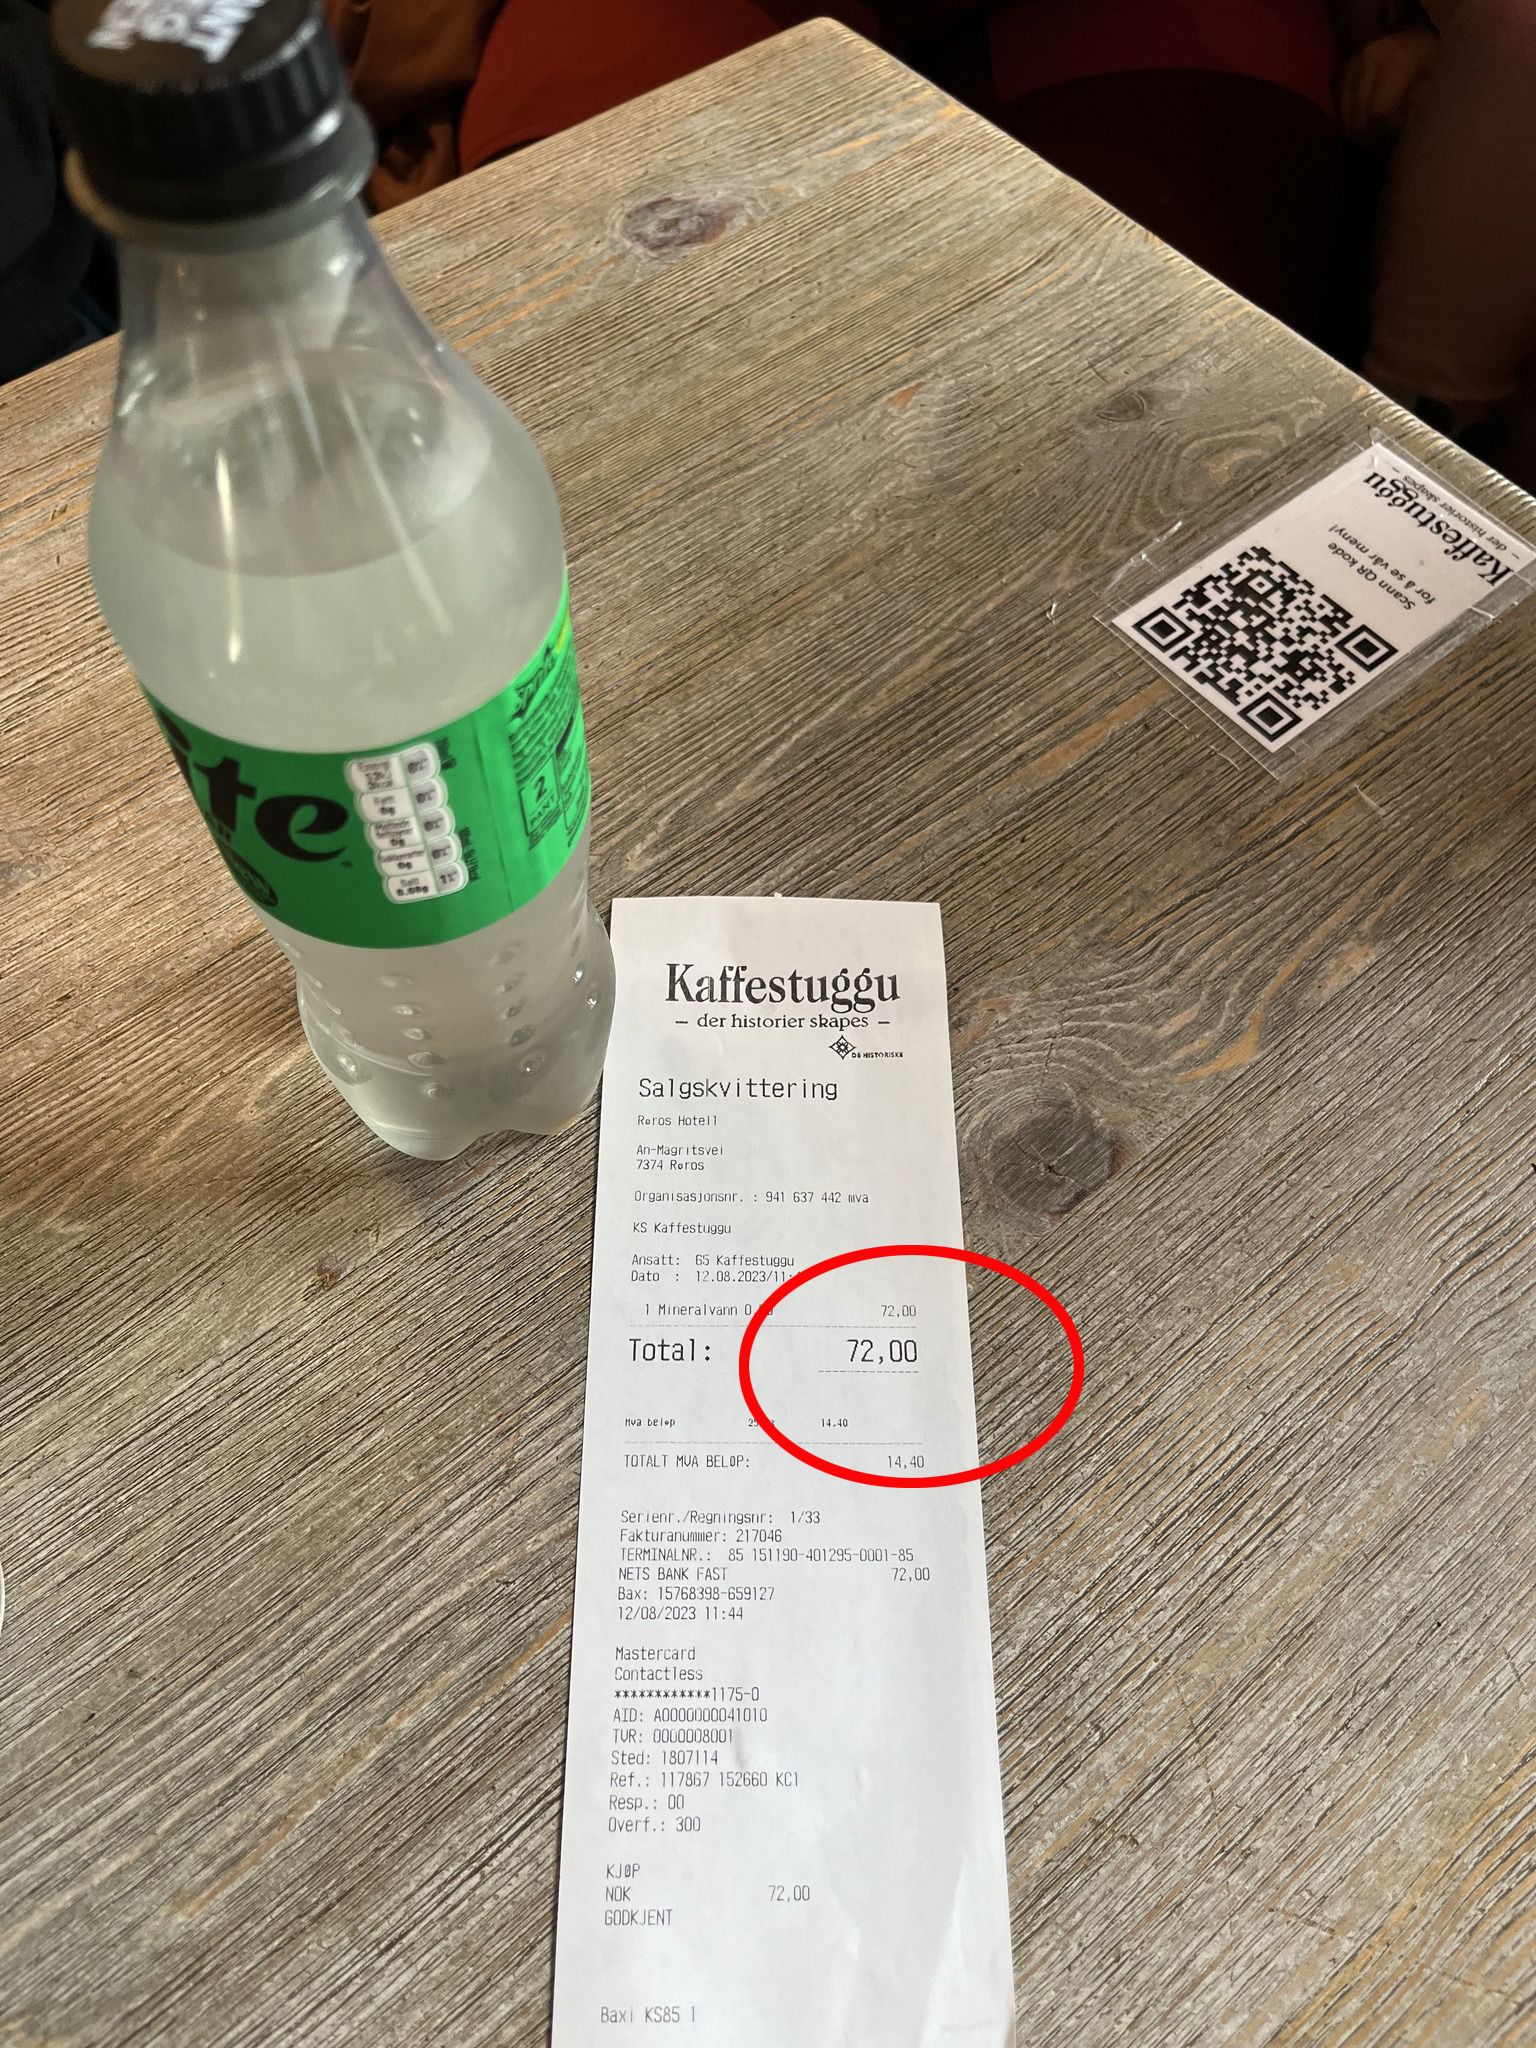 ite
2
PANT
Kaffestuggu
- der historier skapes -
Scann QR kode
for å se vår meny!
Kaffestuggu
- der historier skapes -
DE HISTORISKE
Salgskvittering
Røros Hotell
An-Magritsvei
7374 Røros
Organisasjonsnr. : 941 637 442 mva
KS Kaffestuggu
Ansatt: 65 Kaffestuggu
Dato : 12.08.2023/11:
1 Mineralvann 72,00
Total: 72,00
Mva beløp 14.40
TOTALT MVA BELØP: 14,40
Serienr./Regningsnr: 1/33
Fakturanummer: 217046
TERMINALNR.: 85 151190-401295-0001-85
NETS BANK FAST 72,00
Bax: 15768398-659127
12/08/2023 11:44
Mastercard
Contactless
************1175-0
AID: A0000000041010
TVR: 0000008001
Sted: 1807114
Ref.: 117867 152660 KC1
Resp.: 00
Overf.: 300
KJØP
NOK 72,00
GODKJENT
Baxi KS85 1